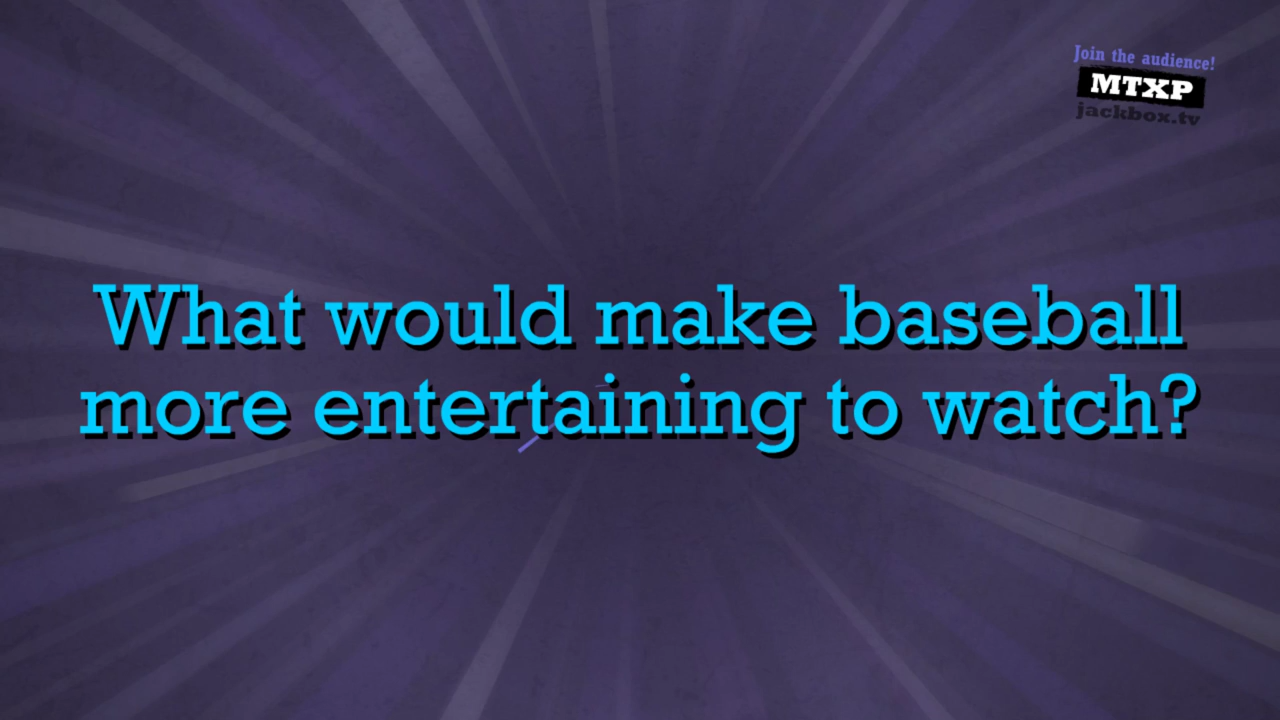 Join the audience!
MTXP
jackbox.tv
What would make baseball
more entertaining to watch?